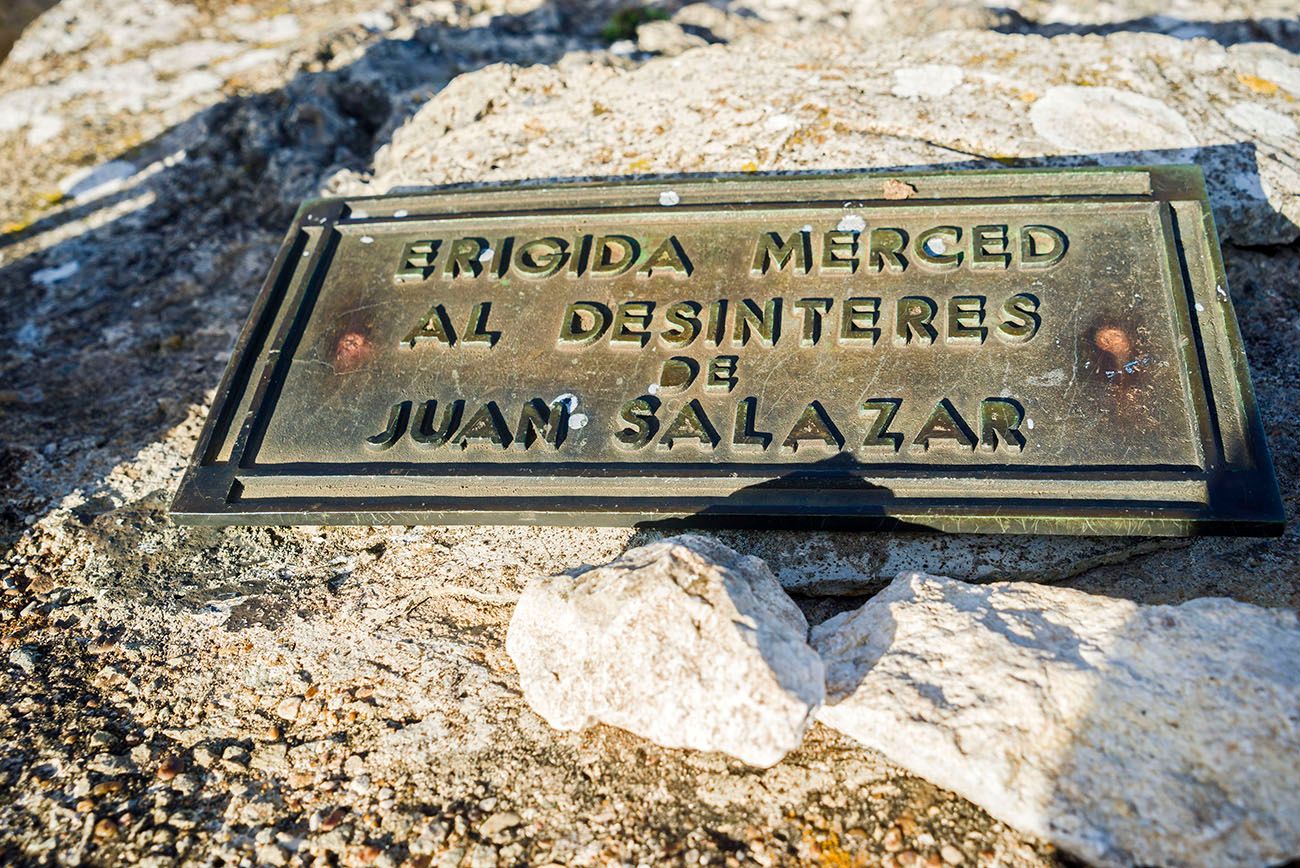 ERIGIDA MERCED
AL DESINTERES
DE
JUAN SALAZAR